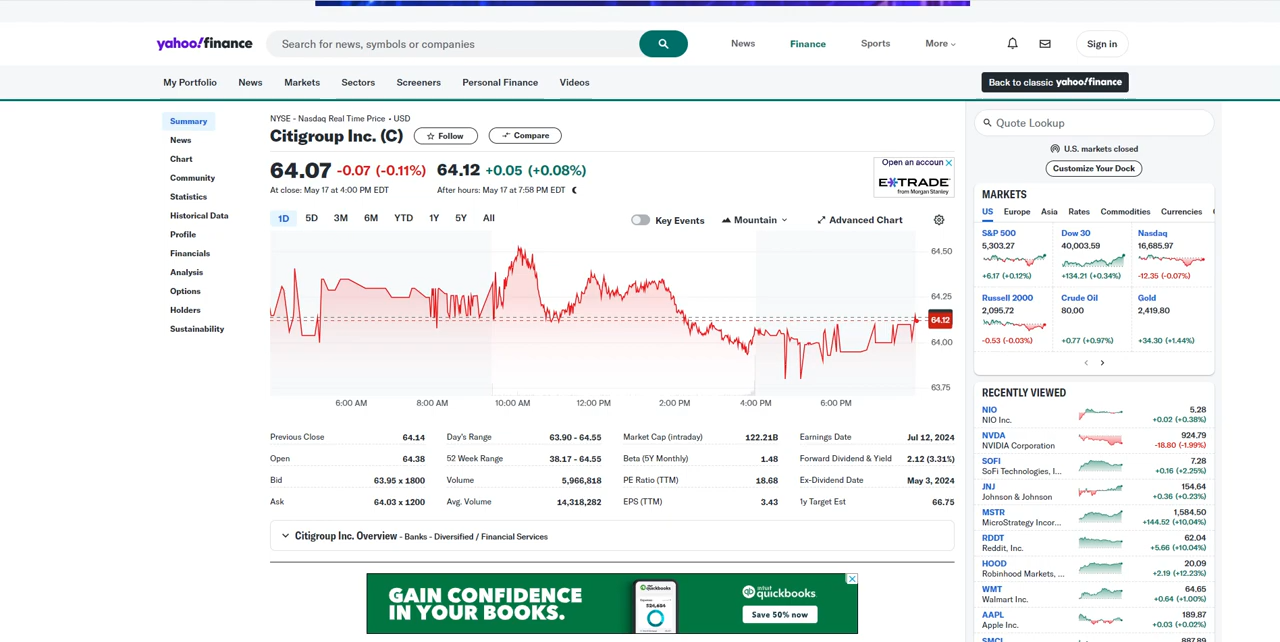 yahoo!finance
Search for news, symbols or companies
News Finance Sports More
Sign in
My Portfolio News Markets Sectors Screeners Personal Finance Videos
Back to classic yahoo!finance
Summary
News
Chart
Community
Statistics
Historical Data
Profile
Financials
Analysis
Options
Holders
Sustainability
NYSE - Nasdaq Real Time Price • USD
Citigroup Inc. (C)
Follow
Compare
64.07 -0.07 (-0.11%)
At close: May 17 at 4:00 PM EDT
64.12 +0.05 (+0.08%)
After hours: May 17 at 7:58 PM EDT
Open an accoun
E*TRADE
from Morgan Stanley
1D 5D 3M 6M YTD 1Y 5Y All
Key Events
Mountain
Advanced Chart
64.50
64.25
64.12
64.00
63.75
6:00 AM 8:00 AM 10:00 AM 12:00 PM 2:00 PM 4:00 PM 6:00 PM
Previous Close 64.14
Open 64.38
Bid 63.95 x 1800
Ask 64.03 x 1200
Day's Range 63.90 - 64.55
52 Week Range 38.17 - 64.55
Volume 5,966,818
Avg. Volume 14,318,282
Market Cap (intraday) 122.21B
Beta (5Y Monthly) 1.48
PE Ratio (TTM) 18.68
EPS (TTM) 3.43
Earnings Date Jul 12, 2024
Forward Dividend & Yield 2.12 (3.31%)
Ex-Dividend Date May 3, 2024
1y Target Est 66.75
Citigroup Inc. Overview - Banks - Diversified / Financial Services
GAIN CONFIDENCE
IN YOUR BOOKS.
quickbooks
$24,604
intuit
quickbooks
Save 50% now
Quote Lookup
U.S. markets closed
Customize Your Dock
MARKETS
US Europe Asia Rates Commodities Currencies
S&P 500
5,303.27
+6.17 (+0.12%)
Dow 30
40,003.59
+134.21 (+0.34%)
Nasdaq
16,685.97
-12.35 (-0.07%)
Russell 2000
2,095.72
-0.53 (-0.03%)
Crude Oil
80.00
+0.77 (+0.97%)
Gold
2,419.80
+34.30 (+1.44%)
RECENTLY VIEWED
NIO 5.28
NIO Inc. +0.02 (+0.38%)
NVDA 924.79
NVIDIA Corporation -18.80 (-1.99%)
SOFI 7.28
SoFi Technologies, I... +0.16 (+2.25%)
JNJ 154.64
Johnson & Johnson +0.36 (+0.23%)
MSTR 1,584.50
MicroStrategy Incor... +144.52 (+10.04%)
RDDT 62.04
Reddit, Inc. +5.66 (+10.04%)
HOOD 20.09
Robinhood Markets, ... +2.19 (+12.23%)
WMT 64.65
Walmart Inc. +0.64 (+1.00%)
AAPL 189.87
Apple Inc. +0.03 (+0.02%)
SMCI 887.89